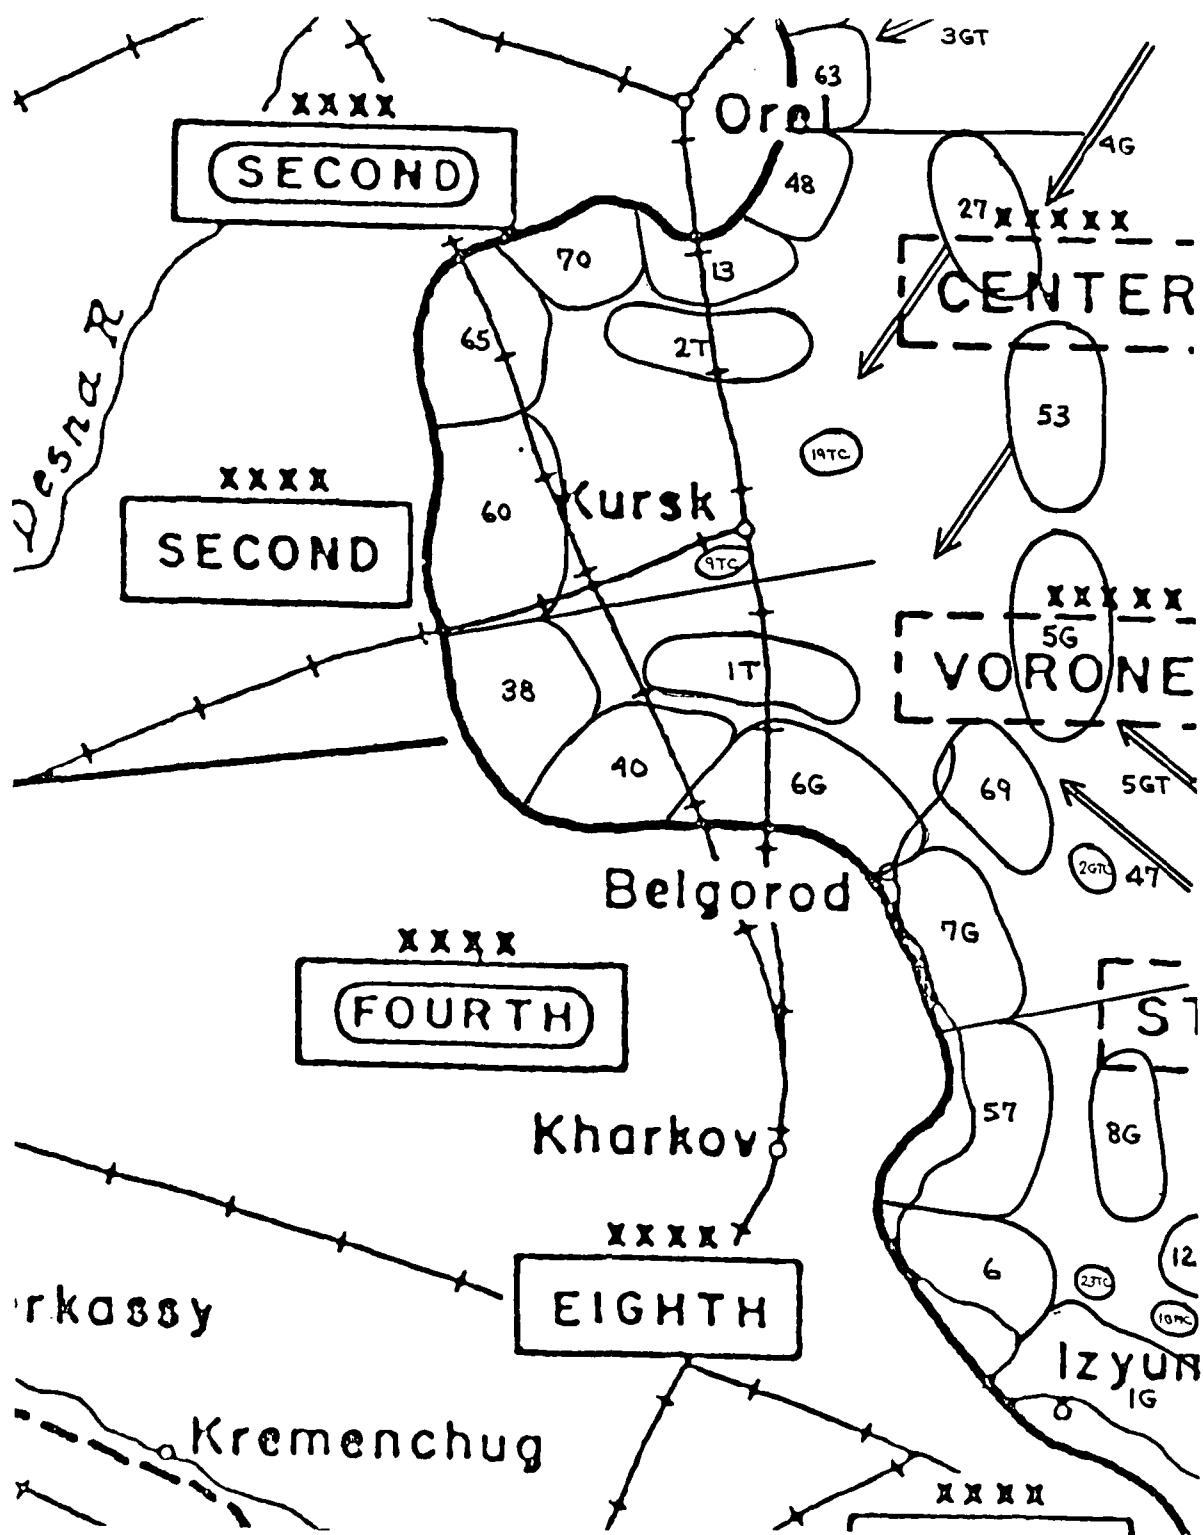 3GT
63
Orel
XXXX
SECOND
4G
48
27
XXXXX
CENTER
70
13
Desna R
65
2T
53
19TC
XXXX
SECOND
60
Kursk
9TC
XXXXX
5G
VORONE
1T
38
40
6G
69
5GT
2GTC
47
Belgorod
7G
XXXX
FOURTH
ST
57
8G
Kharkov
XXXX
EIGHTH
6
12
23TC
rkassy
Izyum
1G
Kremenchug
XXXX